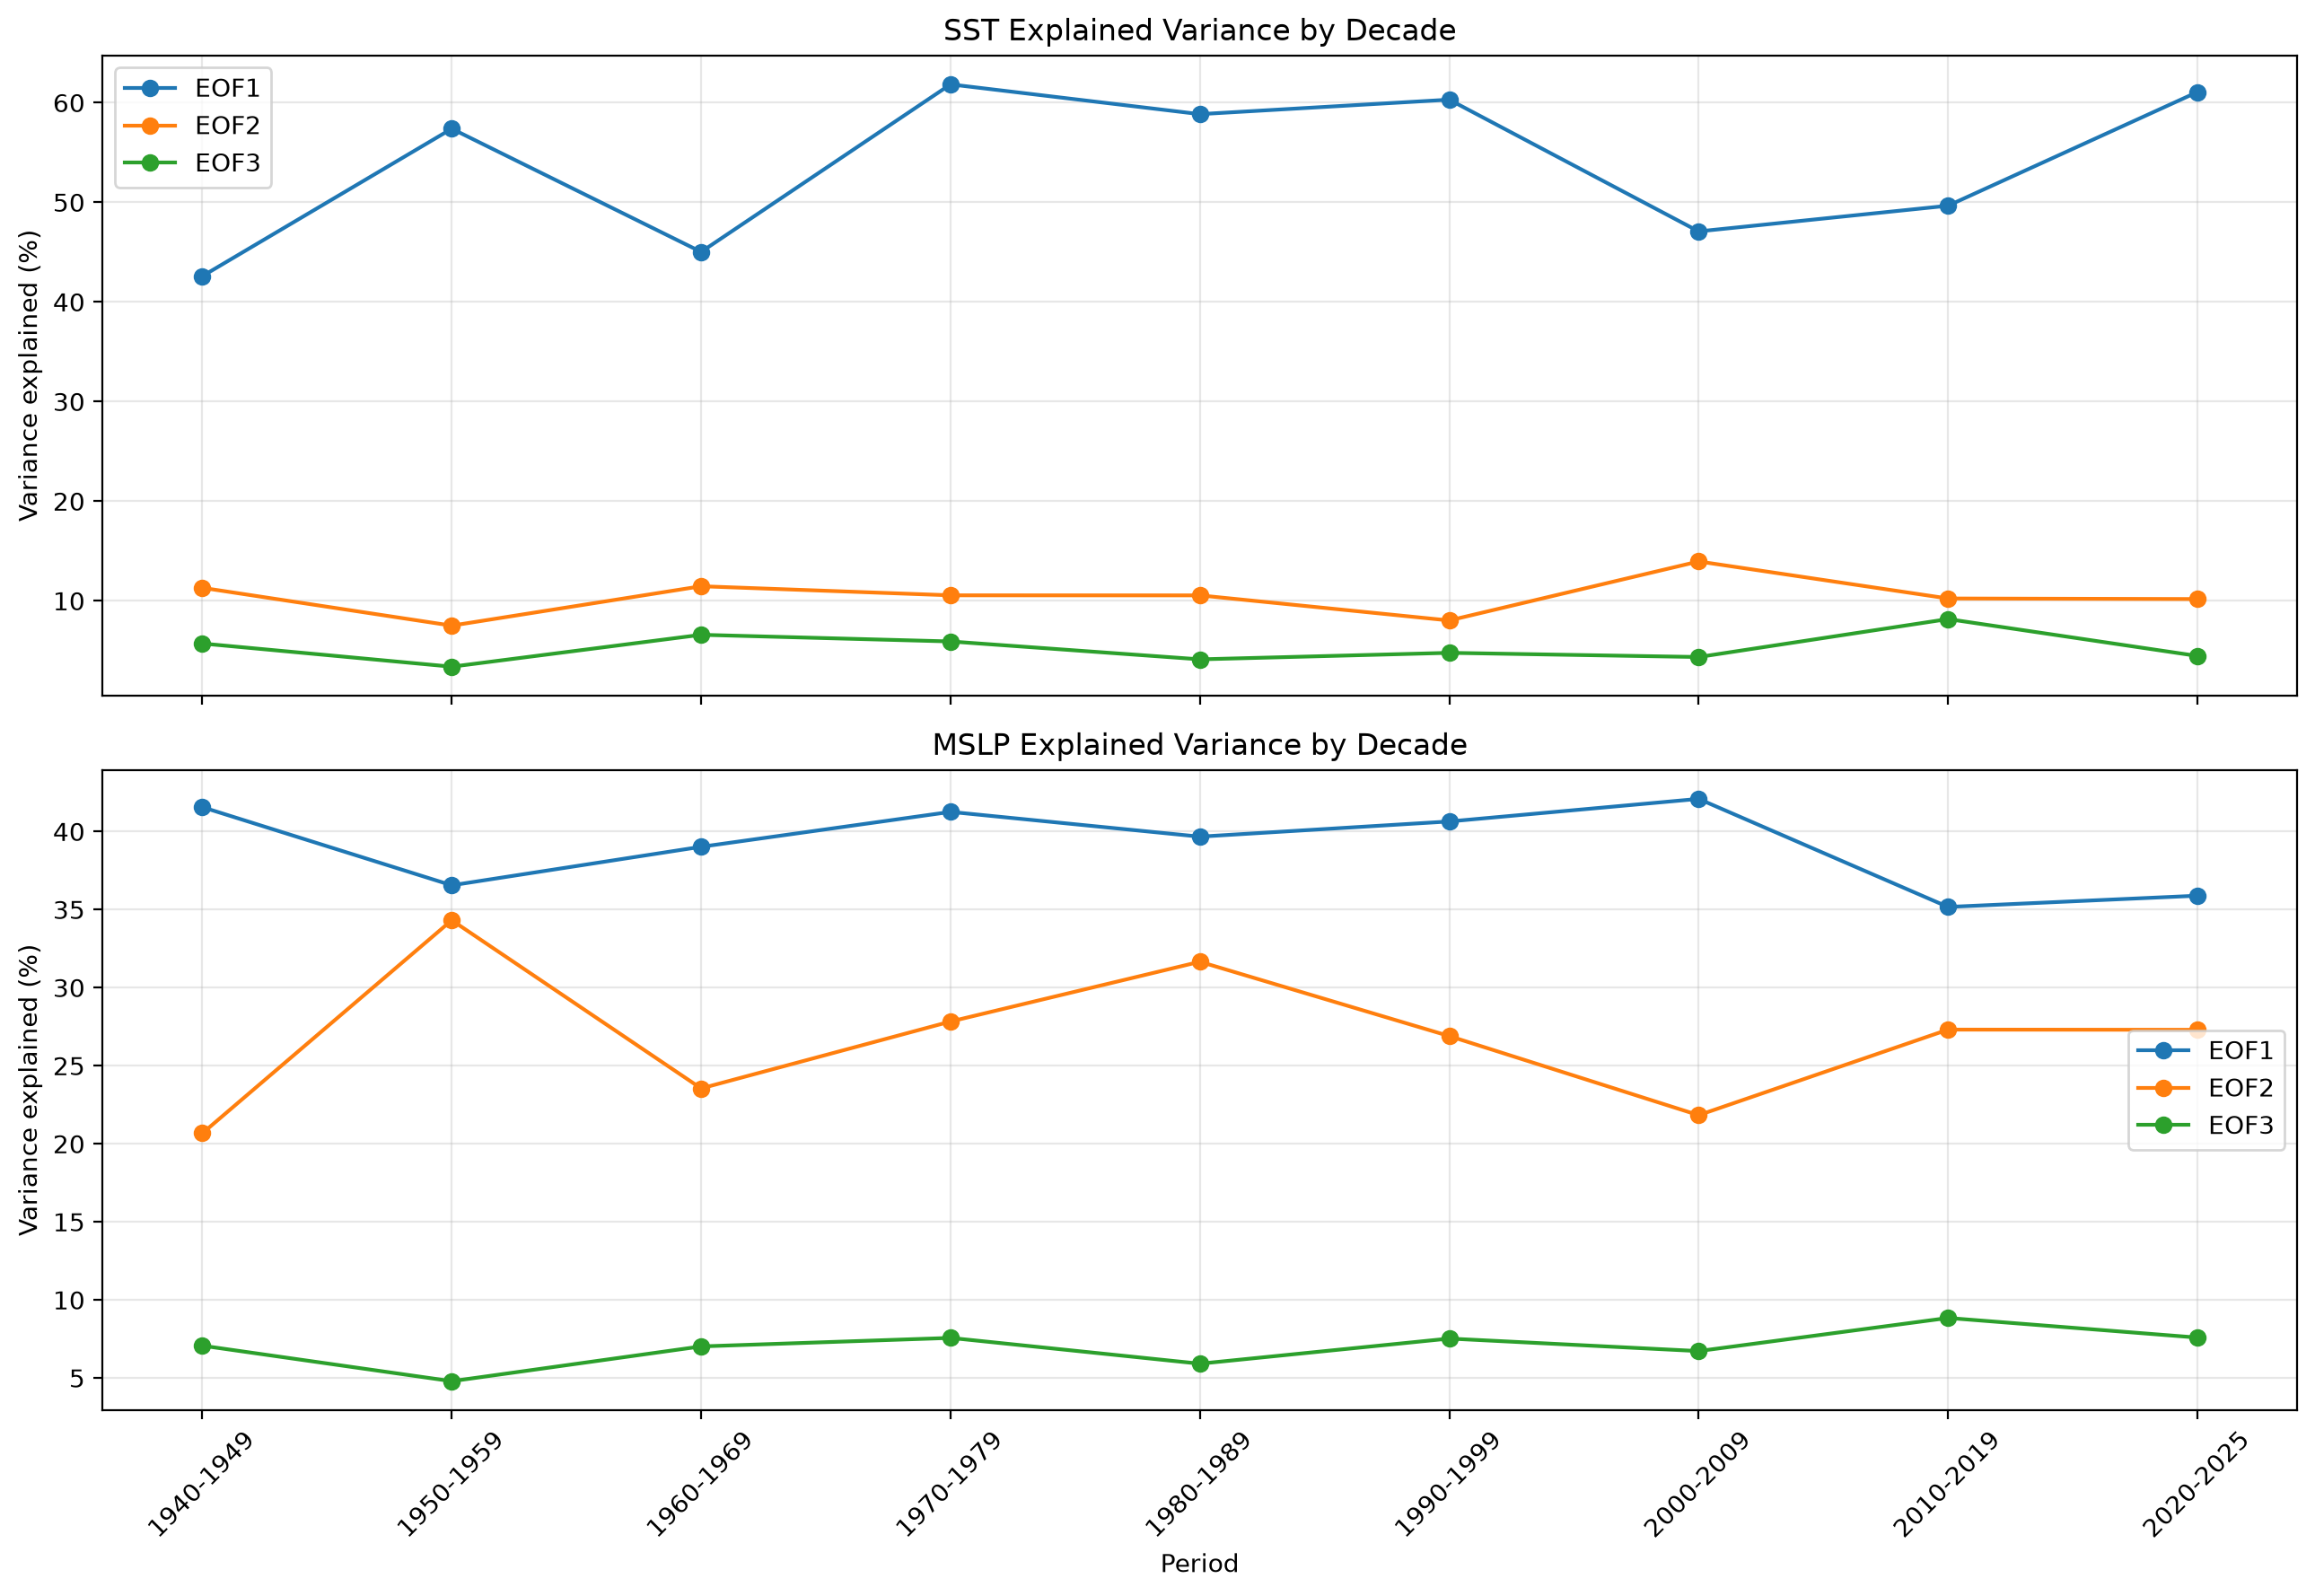 SST Explained Variance by Decade
EOF1
EOF2
EOF3
60
50
40
30
20
10
Variance explained (%)
MSLP Explained Variance by Decade
40
35
30
25
20
15
10
5
Variance explained (%)
EOF1
EOF2
EOF3
1940-1949
1950-1959
1960-1969
1970-1979
1980-1989
1990-1999
2000-2009
2010-2019
2020-2025
Period